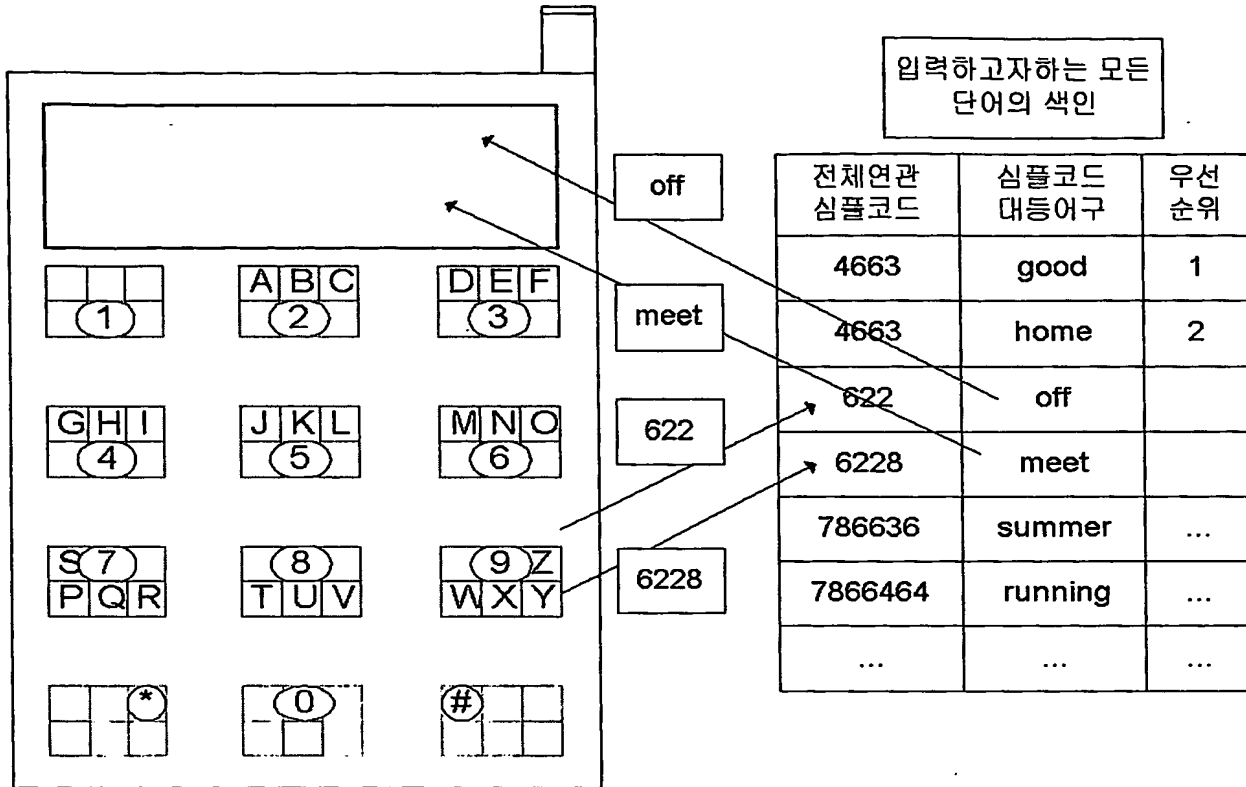 입력하고자하는 모든
단어의 색인
전체연관
심플코드
심플코드
대등어구
우선
순위
4663 good 1
4663 home 2
622 off
6228 meet
786636 summer ...
7866464 running ...
... ... ...
off
meet
622
6228
1
A B C
2
D E F
3
G H I
4
J K L
5
M N O
6
S 7
P Q R
8
T U V
9 Z
W X Y
*
0
#